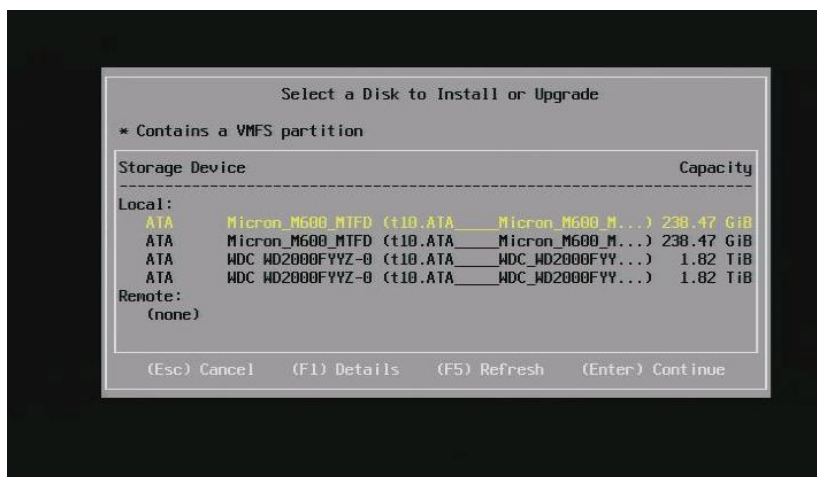 Select a Disk to Install or Upgrade
* Contains a VMFS partition
Storage Device Capacity
--------------------------------------------------------------------------------
Local:
ATA Micron_M600_MTFD (t10.ATA_____Micron_M600_M...) 238.47 GiB
ATA Micron_M600_MTFD (t10.ATA_____Micron_M600_M...) 238.47 GiB
ATA WDC WD2000FYYZ-0 (t10.ATA_____WDC_WD2000FYY...) 1.82 TiB
ATA WDC WD2000FYYZ-0 (t10.ATA_____WDC_WD2000FYY...) 1.82 TiB
Remote:
(none)
(Esc) Cancel (F1) Details (F5) Refresh (Enter) Continue